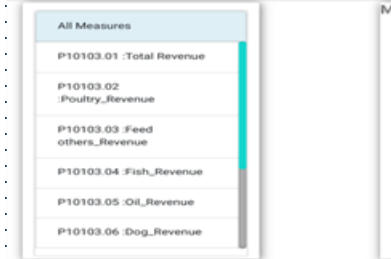 All Measures
P10103.01 :Total Revenue
P10103.02
:Poultry_Revenue
P10103.03 :Feed
others_Revenue
P10103.04 :Fish_Revenue
P10103.05 :Oil_Revenue
P10103.06 :Dog_Revenue
M